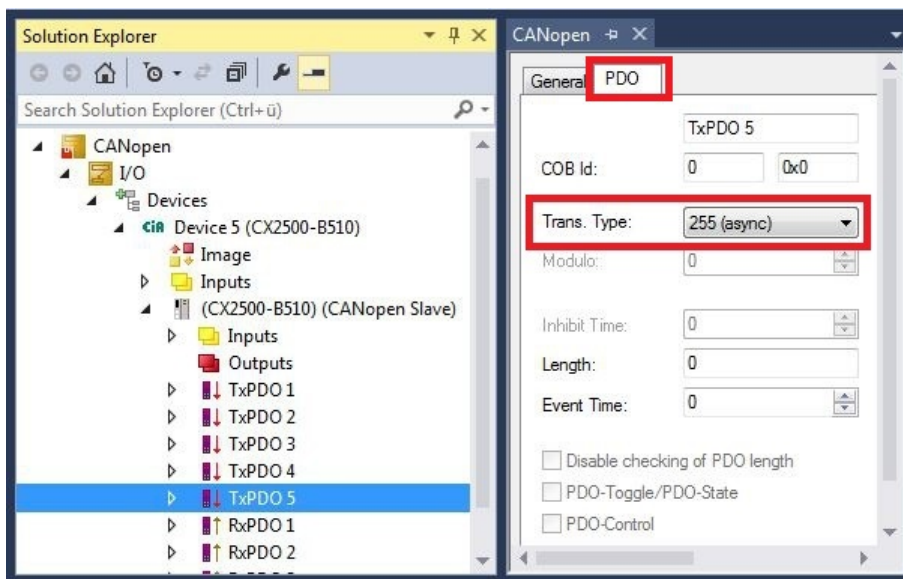 Solution Explorer
Search Solution Explorer (Ctrl+ü)
CANopen
I/O
Devices
CiA Device 5 (CX2500-B510)
Image
Inputs
(CX2500-B510) (CANopen Slave)
Inputs
Outputs
TxPDO 1
TxPDO 2
TxPDO 3
TxPDO 4
TxPDO 5
RxPDO 1
RxPDO 2
CANopen
General PDO
TxPDO 5
COB Id: 0 0x0
Trans. Type: 255 (async)
Modulo: 0
Inhibit Time: 0
Length: 0
Event Time: 0
Disable checking of PDO length
PDO-Toggle/PDO-State
PDO-Control